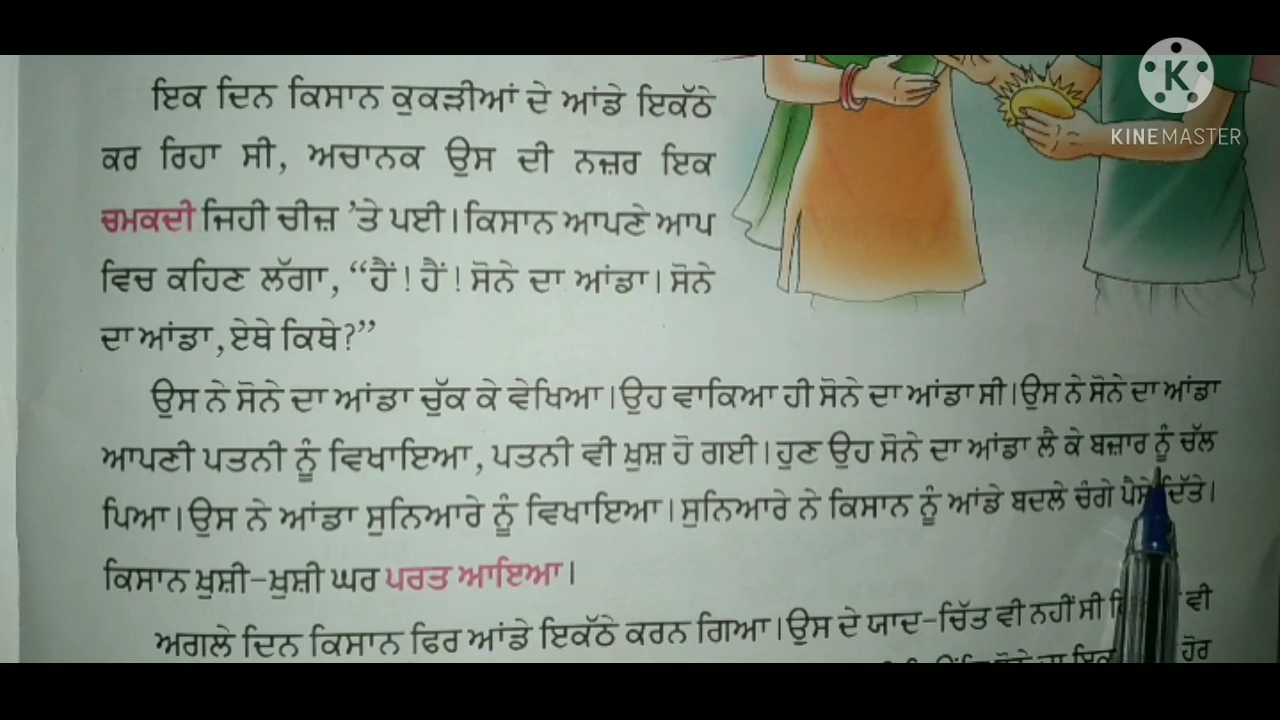 KINEMASTER
ਇਕ ਦਿਨ ਕਿਸਾਨ ਕੁਕੜੀਆਂ ਦੇ ਆਂਡੇ ਇਕੱਠੇ
ਕਰ ਰਿਹਾ ਸੀ, ਅਚਾਨਕ ਉਸ ਦੀ ਨਜ਼ਰ ਇਕ
ਚਮਕਦੀ ਜਿਹੀ ਚੀਜ਼ ’ਤੇ ਪਈ। ਕਿਸਾਨ ਆਪਣੇ ਆਪ
ਵਿਚ ਕਹਿਣ ਲੱਗਾ, “ਹੈਂ! ਹੈਂ! ਸੋਨੇ ਦਾ ਆਂਡਾ। ਸੋਨੇ
ਦਾ ਆਂਡਾ, ਏਥੇ ਕਿਥੇ?”
ਉਸ ਨੇ ਸੋਨੇ ਦਾ ਆਂਡਾ ਚੁੱਕ ਕੇ ਵੇਖਿਆ। ਉਹ ਵਾਕਿਆ ਹੀ ਸੋਨੇ ਦਾ ਆਂਡਾ ਸੀ। ਉਸ ਨੇ ਸੋਨੇ ਦਾ ਆਂਡਾ
ਆਪਣੀ ਪਤਨੀ ਨੂੰ ਵਿਖਾਇਆ, ਪਤਨੀ ਵੀ ਖ਼ੁਸ਼ ਹੋ ਗਈ। ਹੁਣ ਉਹ ਸੋਨੇ ਦਾ ਆਂਡਾ ਲੈ ਕੇ ਬਜ਼ਾਰ ਨੂੰ ਚੱਲ
ਪਿਆ। ਉਸ ਨੇ ਆਂਡਾ ਸੁਨਿਆਰੇ ਨੂੰ ਵਿਖਾਇਆ। ਸੁਨਿਆਰੇ ਨੇ ਕਿਸਾਨ ਨੂੰ ਆਂਡੇ ਬਦਲੇ ਚੰਗੇ ਪੈਸੇ ਦਿੱਤੇ।
ਕਿਸਾਨ ਖ਼ੁਸ਼ੀ-ਖ਼ੁਸ਼ੀ ਘਰ ਪਰਤ ਆਇਆ।
ਅਗਲੇ ਦਿਨ ਕਿਸਾਨ ਫਿਰ ਆਂਡੇ ਇਕੱਠੇ ਕਰਨ ਗਿਆ। ਉਸ ਦੇ ਯਾਦ-ਚਿੱਤ ਵੀ ਨਹੀਂ ਸੀ ਵੀ
ਹੋਰ